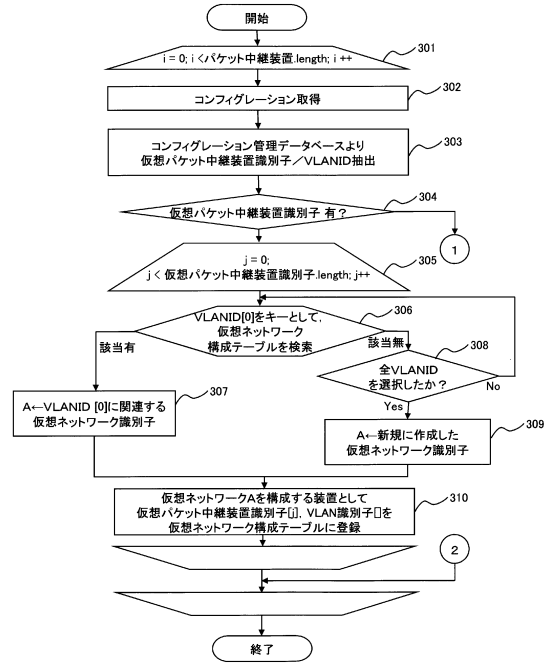 開始
i = 0; i <パケット中継装置.length; i ++
301
コンフィグレーション取得
302
コンフィグレーション管理データベースより
仮想パケット中継装置識別子／VLANID抽出
303
仮想パケット中継装置識別子 有？
304
1
j = 0;
j < 仮想パケット中継装置識別子.length; j++
305
VLANID[0]をキーとして,
仮想ネットワーク
構成テーブルを検索
306
該当有
該当無
308
全VLANID
を選択したか？
No
Yes
A←VLANID [0]に関連する
仮想ネットワーク識別子
307
A←新規に作成した
仮想ネットワーク識別子
309
仮想ネットワークAを構成する装置として
仮想パケット中継装置識別子[j], VLAN識別子[]を
仮想ネットワーク構成テーブルに登録
310
2
終了